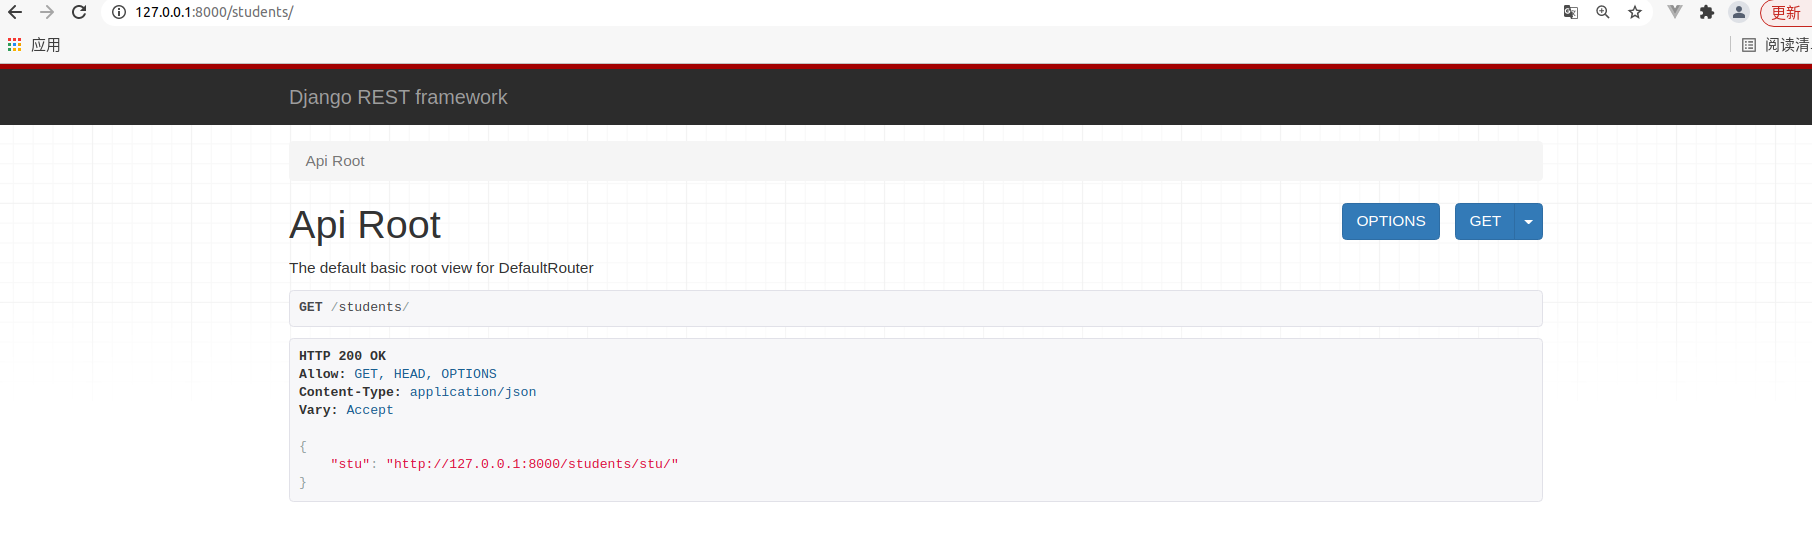 127.0.0.1:8000/students/
更新
应用
阅读清
Django REST framework
Api Root
Api Root
OPTIONS
GET
The default basic root view for DefaultRouter
GET /students/
HTTP 200 OK
Allow: GET, HEAD, OPTIONS
Content-Type: application/json
Vary: Accept
{
    "stu": "http://127.0.0.1:8000/students/stu/"
}